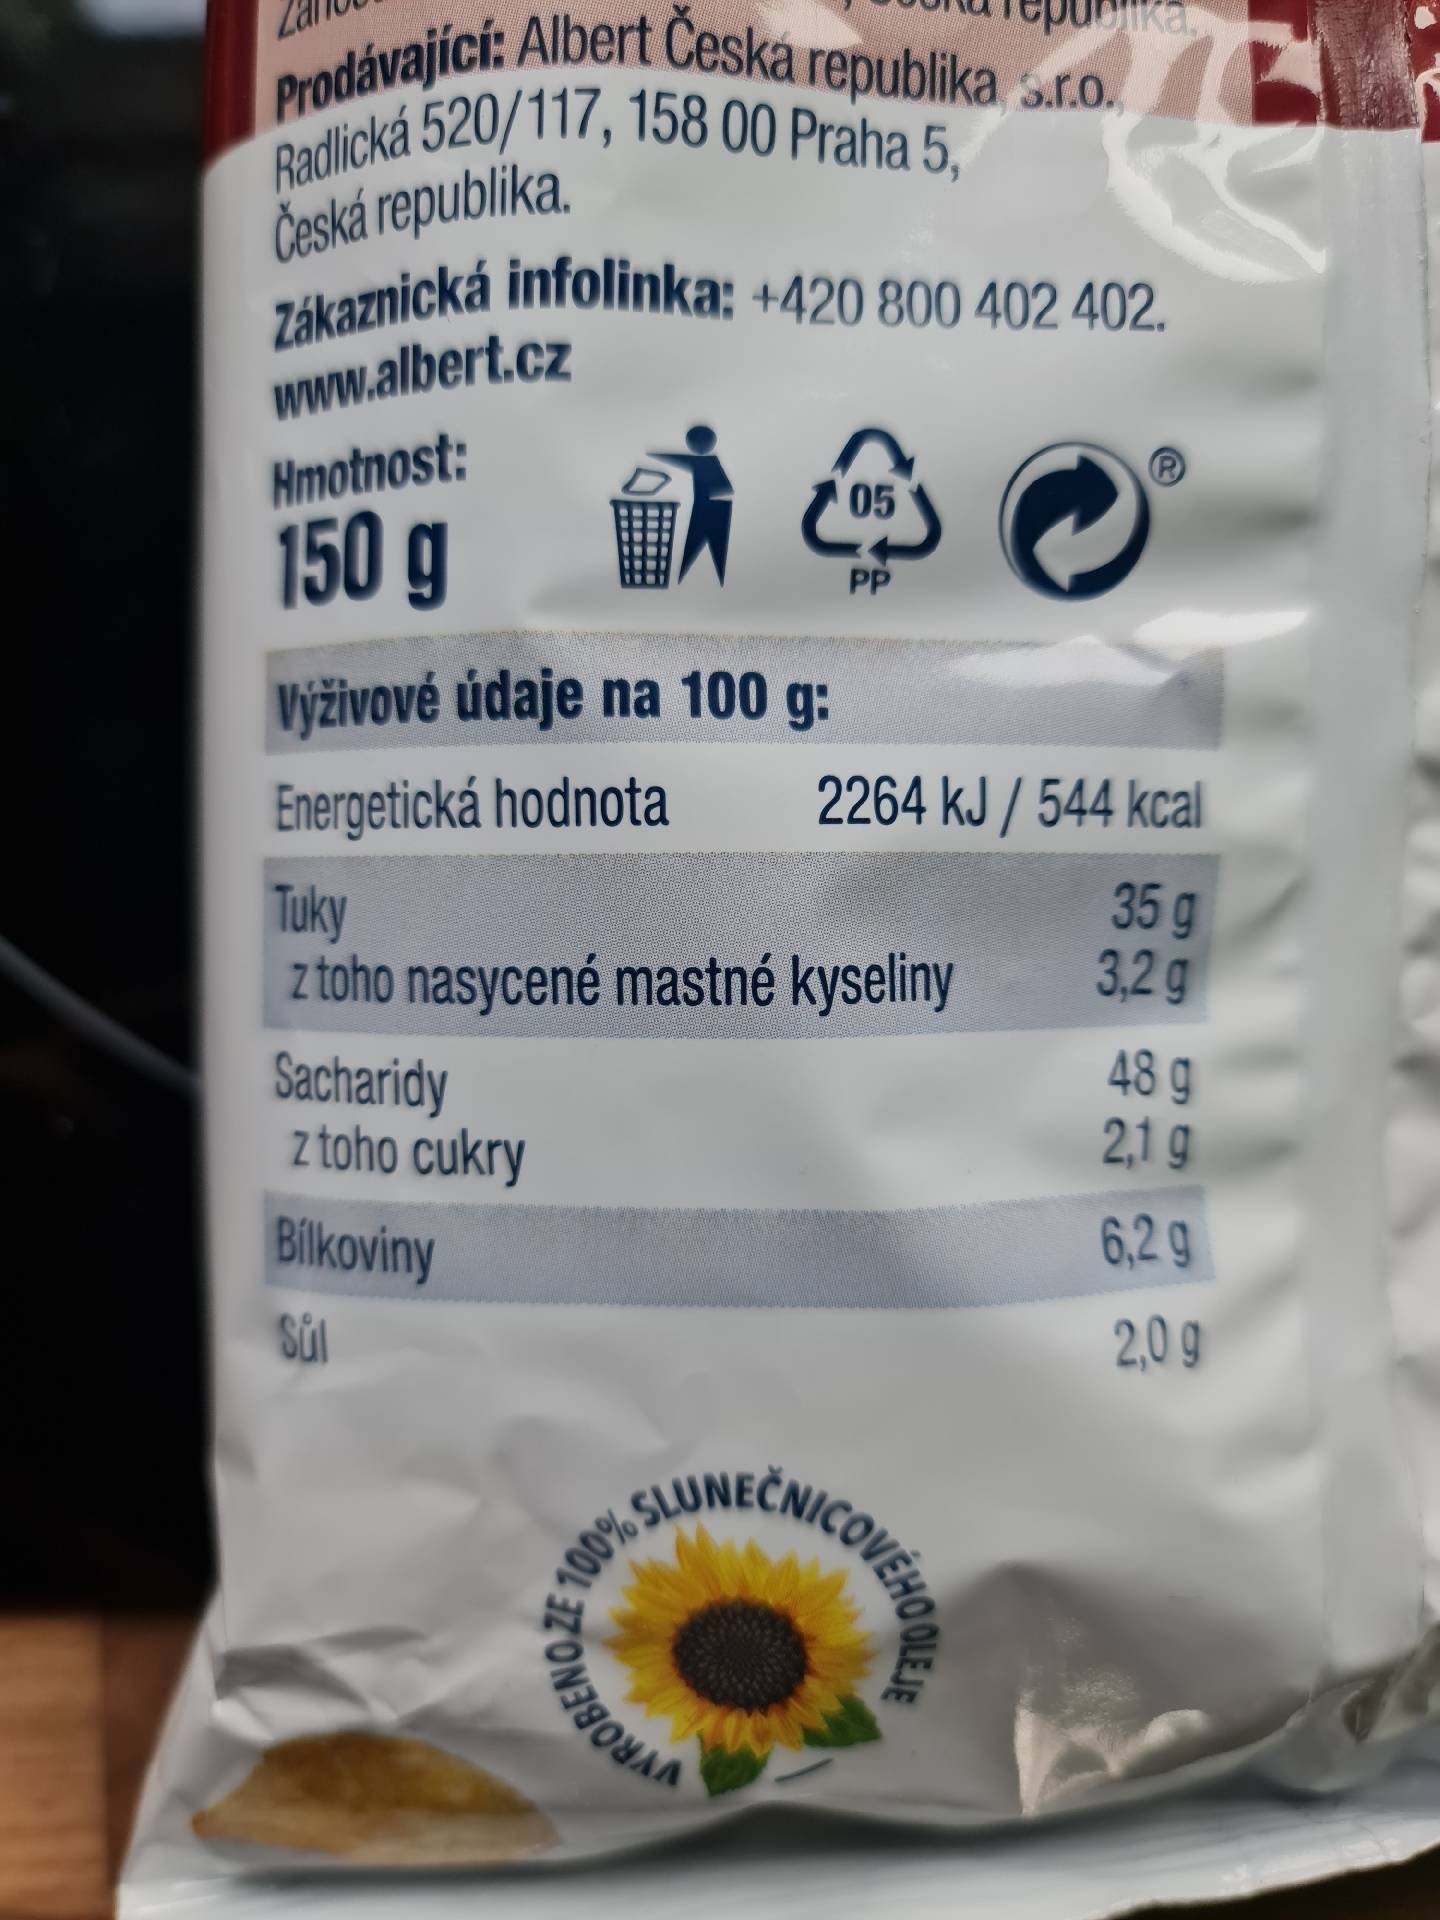 Prodávající: Albert Česká republika, s.r.o.,
Radlická 520/117, 158 00 Praha 5,
Česká republika.
Zákaznická infolinka: +420 800 402 402.
www.albert.cz
Hmotnost:
150 g
05
PP
®
Výživové údaje na 100 g:
Energetická hodnota 2264 kJ / 544 kcal
Tuky 35 g
z toho nasycené mastné kyseliny 3,2 g
Sacharidy 48 g
z toho cukry 2,1 g
Bílkoviny 6,2 g
Sůl 2,0 g
VYROBENO ZE 100% SLUNEČNICOVÉHO OLEJE